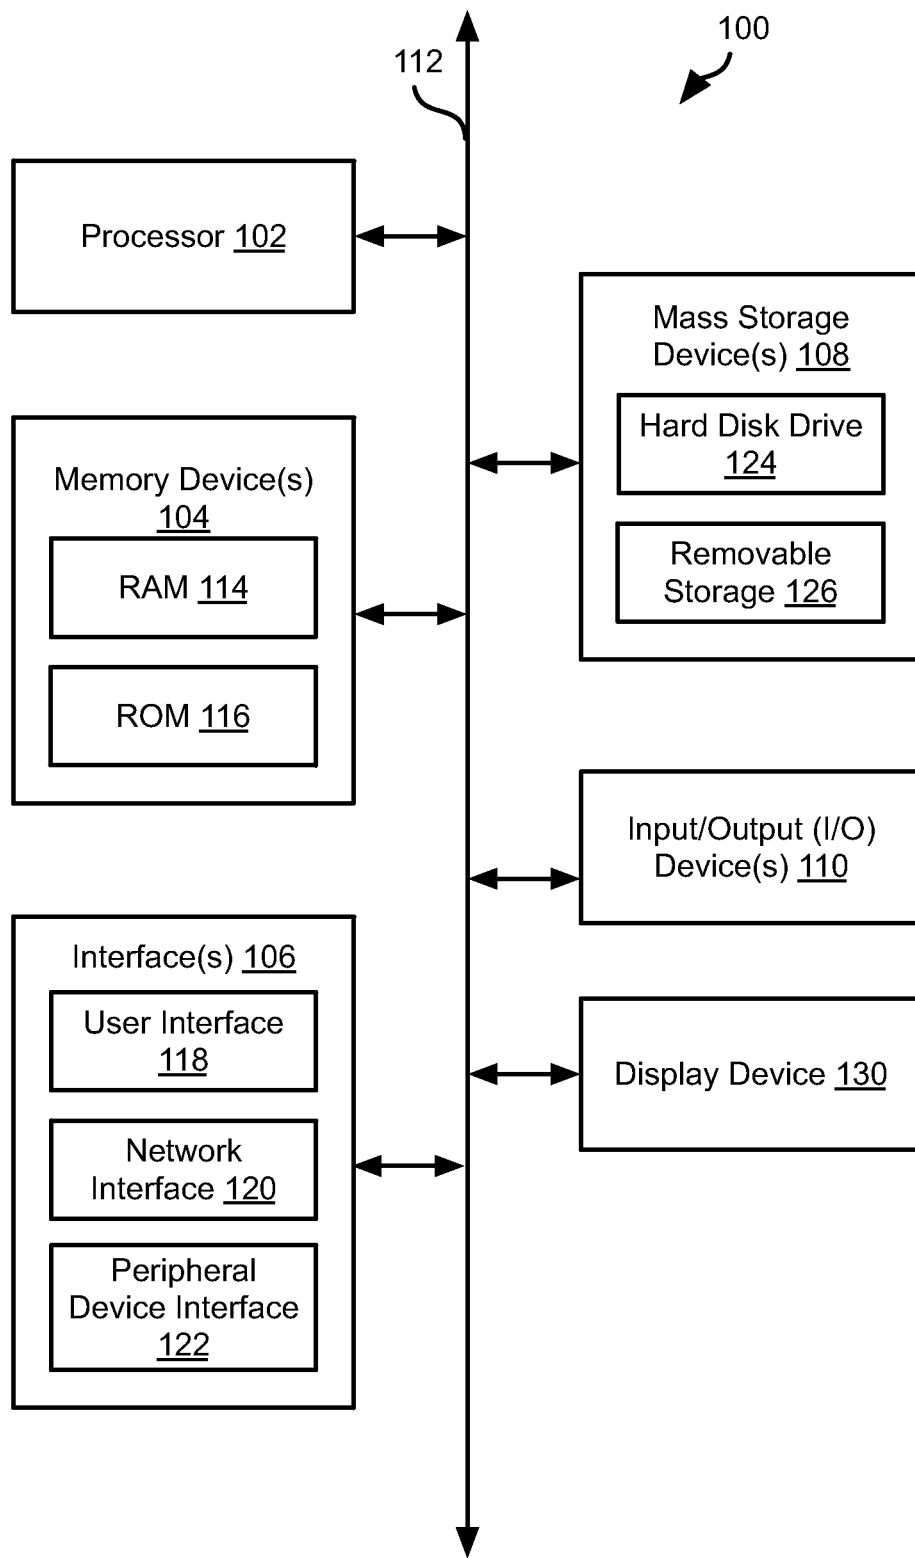 100
112
Processor 102
Mass Storage
Device(s) 108
Hard Disk Drive
124
Removable
Storage 126
Memory Device(s)
104
RAM 114
ROM 116
Input/Output (I/O)
Device(s) 110
Interface(s) 106
User Interface
118
Network
Interface 120
Peripheral
Device Interface
122
Display Device 130